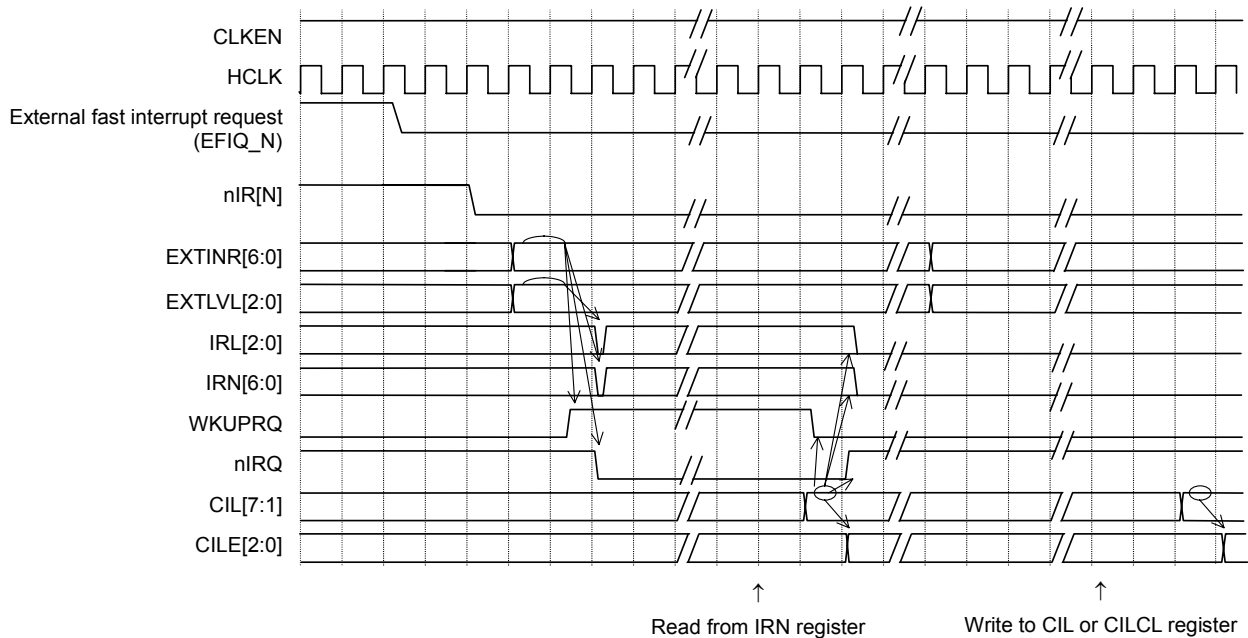 CLKEN
HCLK
External fast interrupt request
(EFIQ_N)
nIR[N]
EXTINR[6:0]
EXTLVL[2:0]
IRL[2:0]
IRN[6:0]
WKUPRQ
nIRQ
CIL[7:1]
CILE[2:0]
↑ ↑
Read from IRN register Write to CIL or CILCL register